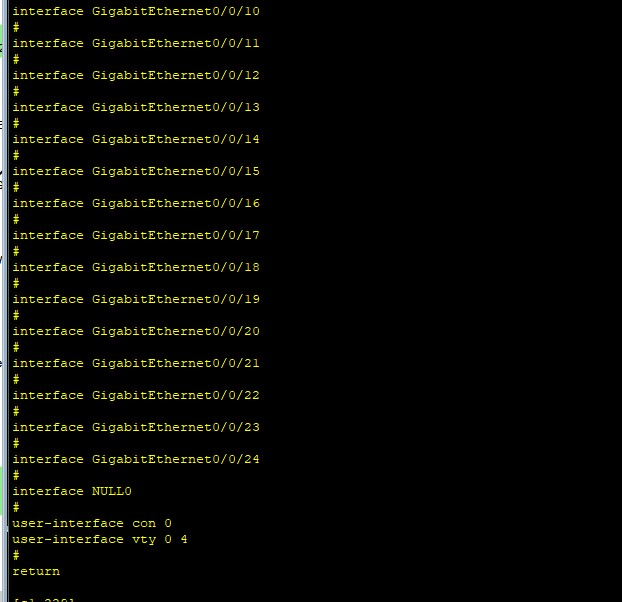 interface GigabitEthernet0/0/10
#
interface GigabitEthernet0/0/11
#
interface GigabitEthernet0/0/12
#
interface GigabitEthernet0/0/13
#
interface GigabitEthernet0/0/14
#
interface GigabitEthernet0/0/15
#
interface GigabitEthernet0/0/16
#
interface GigabitEthernet0/0/17
#
interface GigabitEthernet0/0/18
#
interface GigabitEthernet0/0/19
#
interface GigabitEthernet0/0/20
#
interface GigabitEthernet0/0/21
#
interface GigabitEthernet0/0/22
#
interface GigabitEthernet0/0/23
#
interface GigabitEthernet0/0/24
#
interface NULL0
#
user-interface con 0
user-interface vty 0 4
#
return